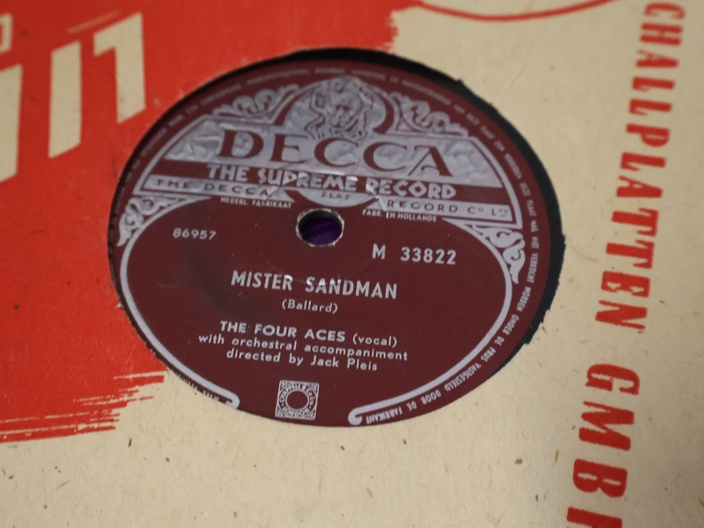 DECCA
THE SUPREME RECORD
THE DECCA RECORD Cº Lᵀᴰ
NEDERL. FABRIKAAT
FABR. EN HOLLANDE
86957
M 33822
MISTER SANDMAN
(Ballard)
THE FOUR ACES (vocal)
with orchestral accompaniment
directed by Jack Pleis
CHALLPLATTEN GMB